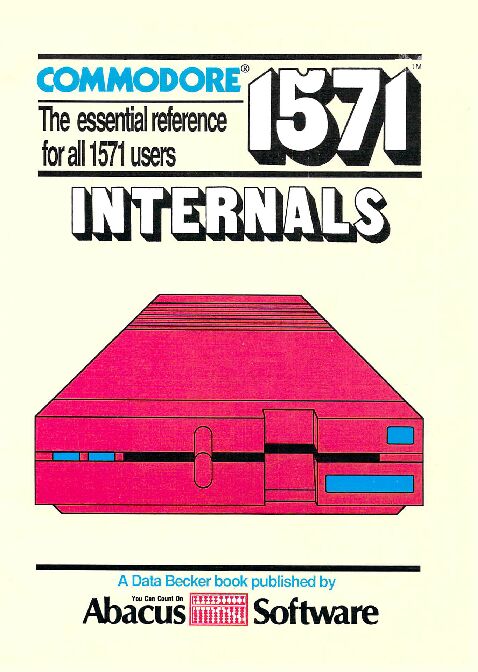 COMMODORE®
1571™
The essential reference
for all 1571 users
INTERNALS
A Data Becker book published by
You Can Count On
Abacus Software